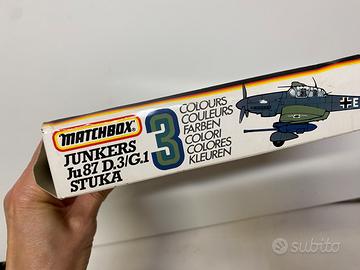 MATCHBOX
JUNKERS
Ju 87 D.3/G.1
STUKA
3
COLOURS
COULEURS
FARBEN
COLORI
COLORES
KLEUREN
E
subito